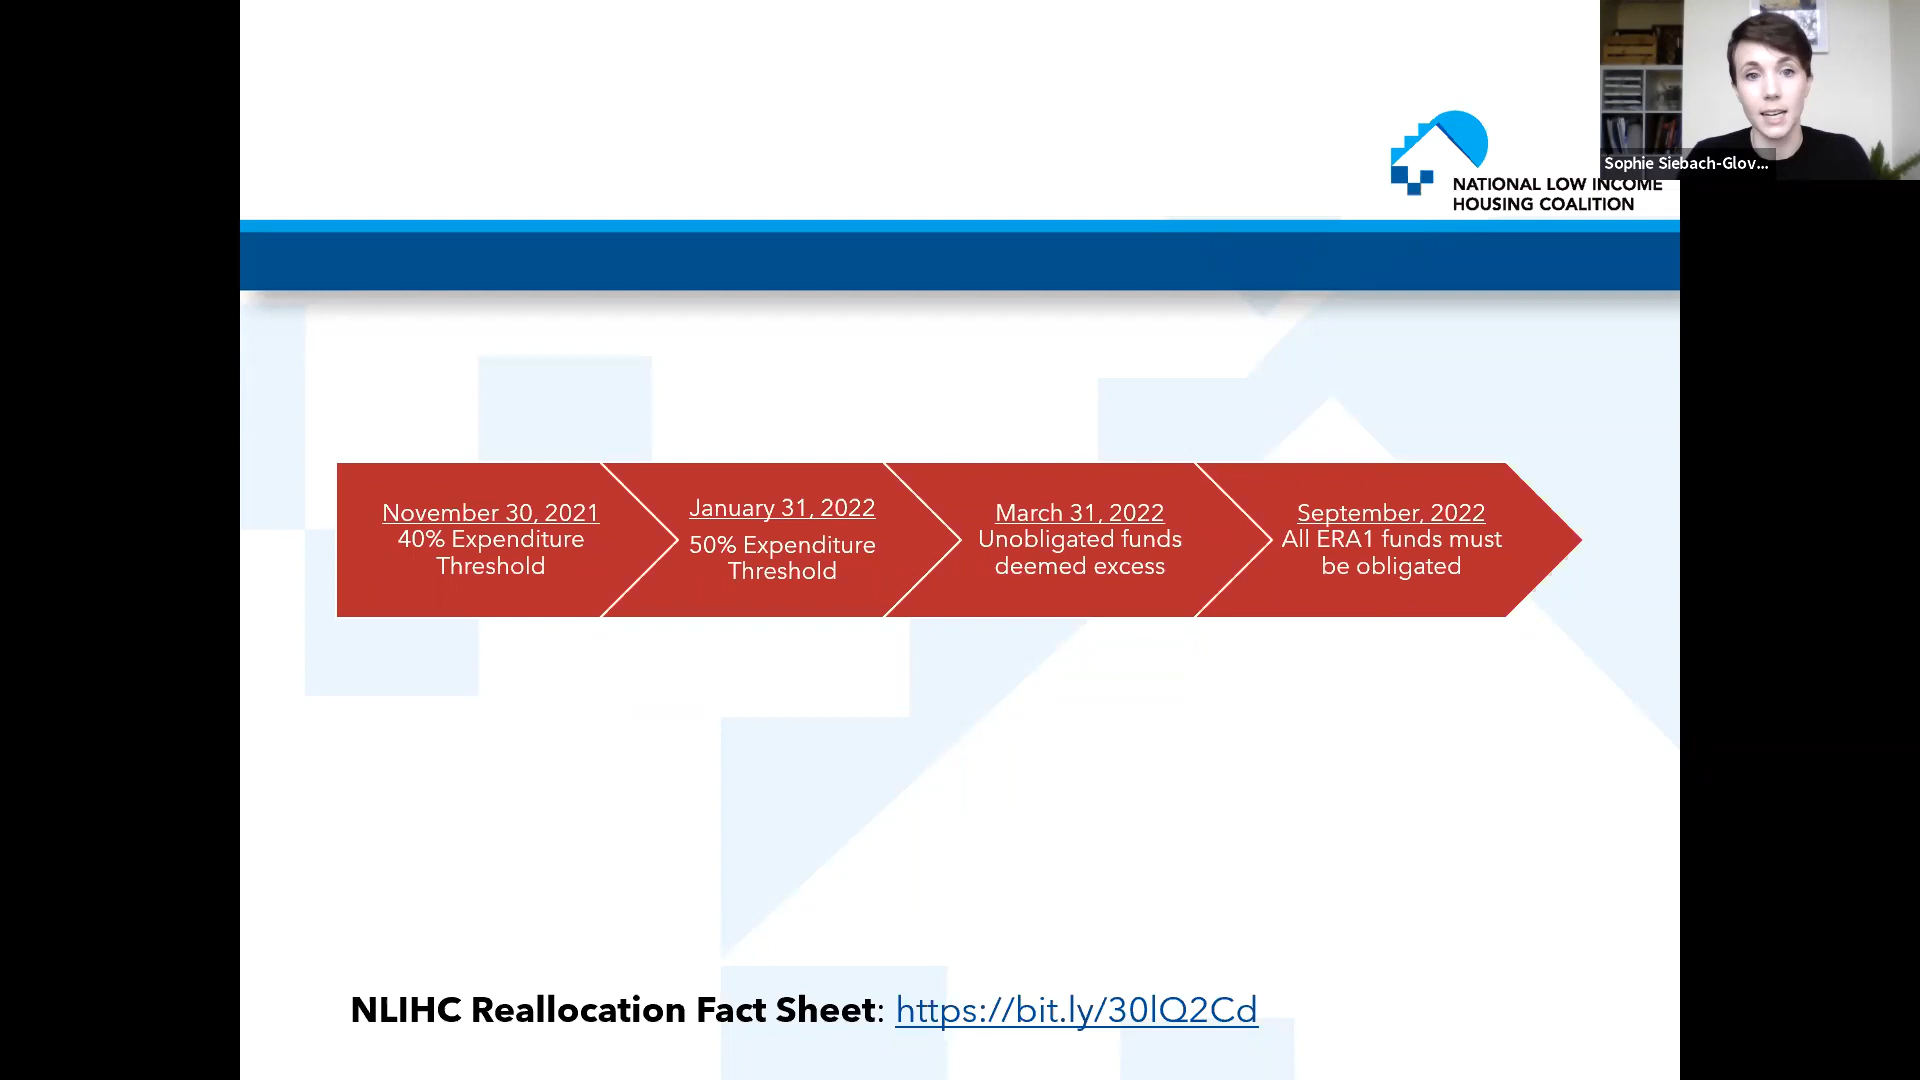 Sophie Siebach-Glov...
NATIONAL LOW INCOME
HOUSING COALITION
November 30, 2021
40% Expenditure
Threshold
January 31, 2022
50% Expenditure
Threshold
March 31, 2022
Unobligated funds
deemed excess
September, 2022
All ERA1 funds must
be obligated
NLIHC Reallocation Fact Sheet: https://bit.ly/30lQ2Cd